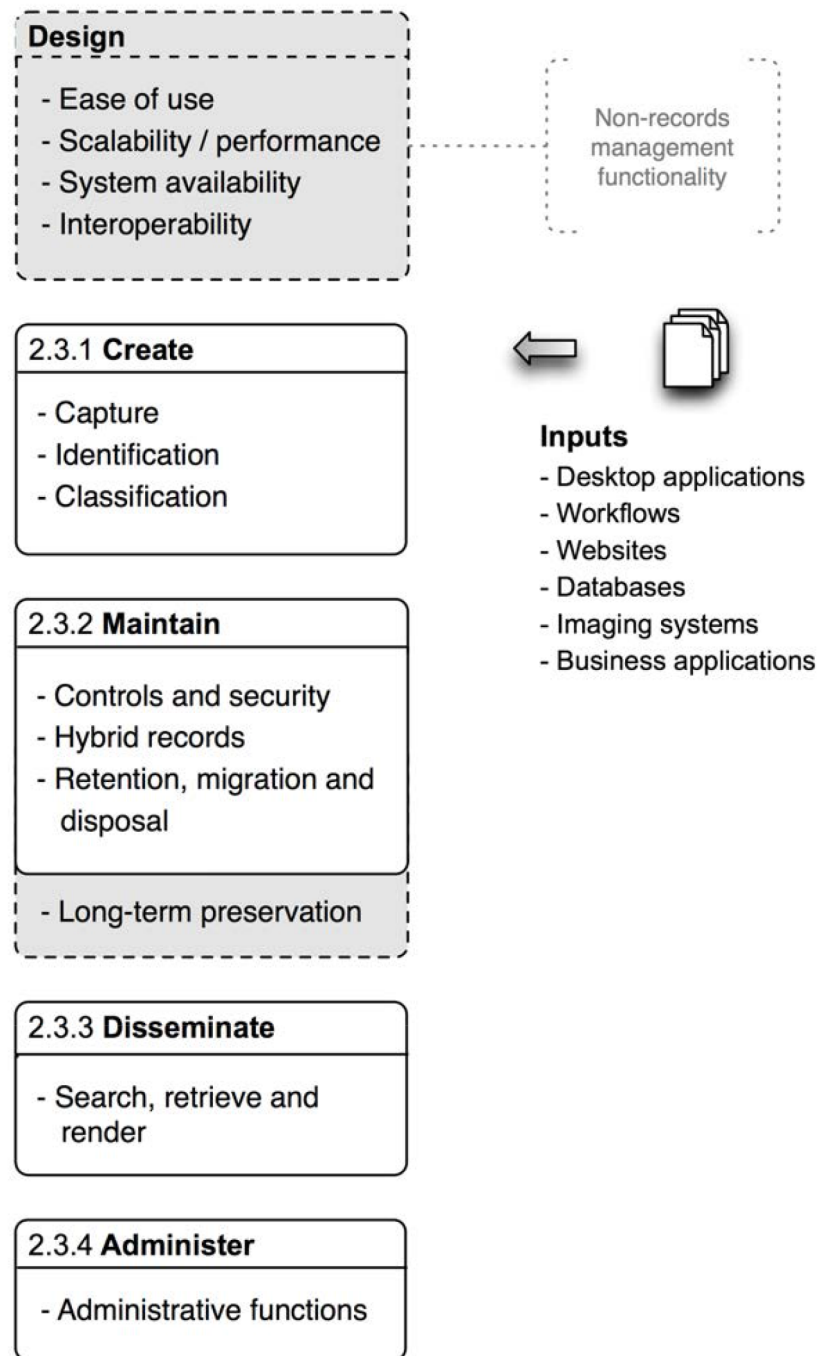 Design
- Ease of use
- Scalability / performance
- System availability
- Interoperability
Non-records
management
functionality
2.3.1 Create
- Capture
- Identification
- Classification
Inputs
- Desktop applications
- Workflows
- Websites
- Databases
- Imaging systems
- Business applications
2.3.2 Maintain
- Controls and security
- Hybrid records
- Retention, migration and
disposal
- Long-term preservation
2.3.3 Disseminate
- Search, retrieve and
render
2.3.4 Administer
- Administrative functions